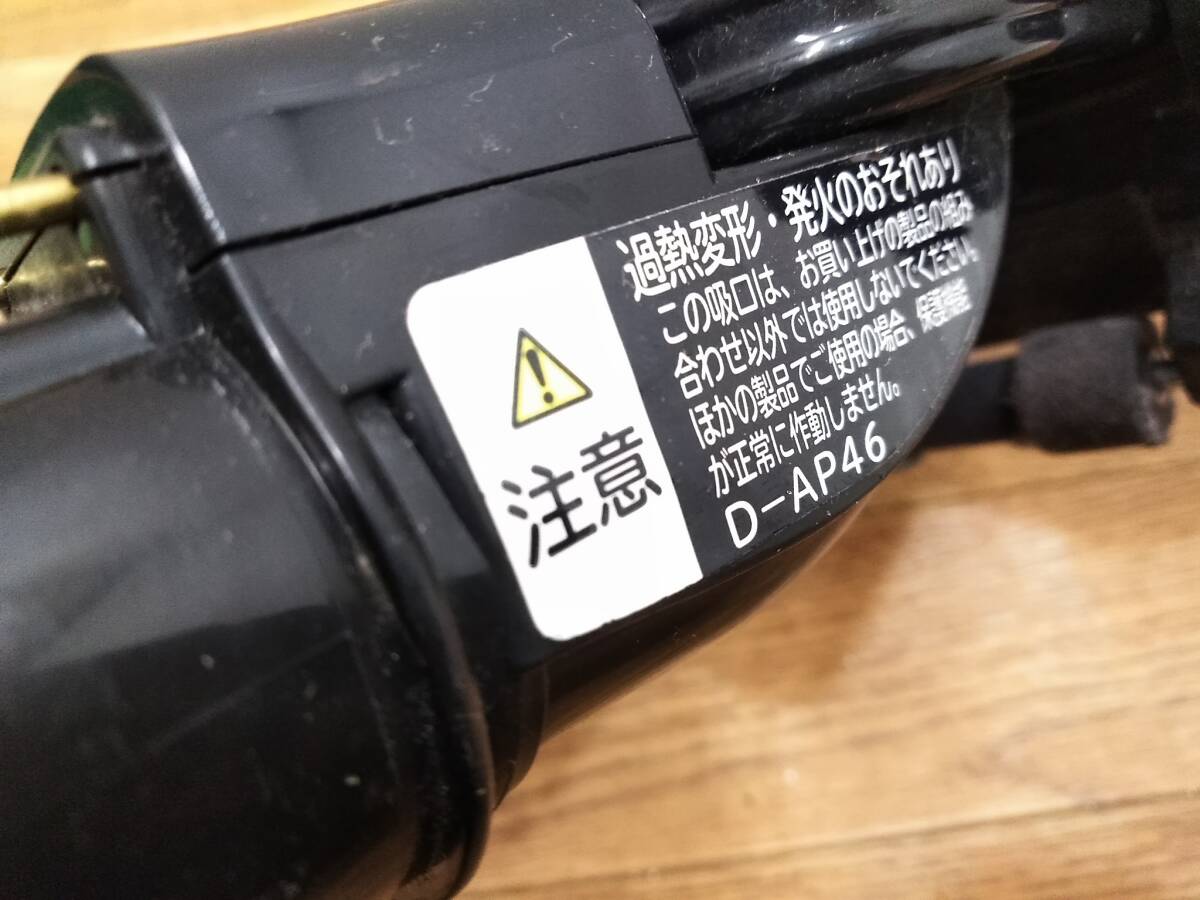 注意
過熱変形・発火のおそれあり
この吸口は、お買い上げの製品の組み
合わせ以外では使用しないでください。
ほかの製品でご使用の場合、保護機能
が正常に作動しません。
D-AP46